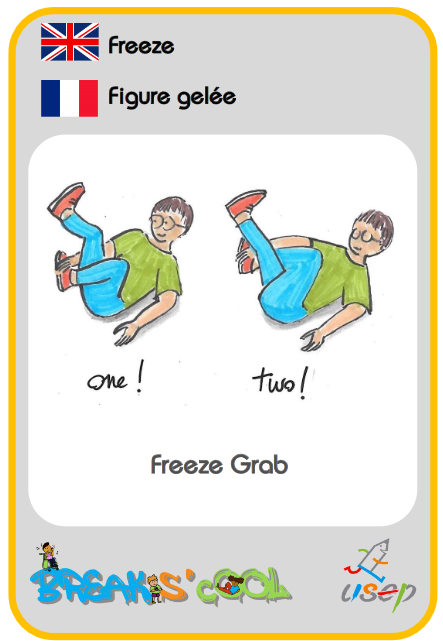 Freeze
Figure gelée
one !
two !
Freeze Grab
BREAK'S'COOL
usep